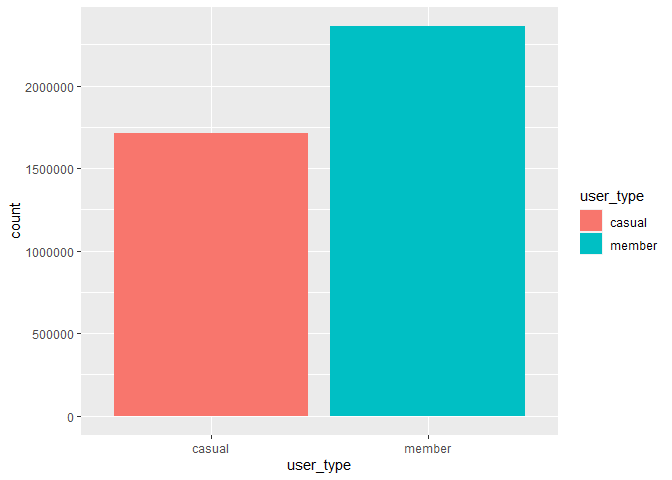 count
2000000
1500000
1000000
500000
0
casual
member
user_type
user_type
casual
member